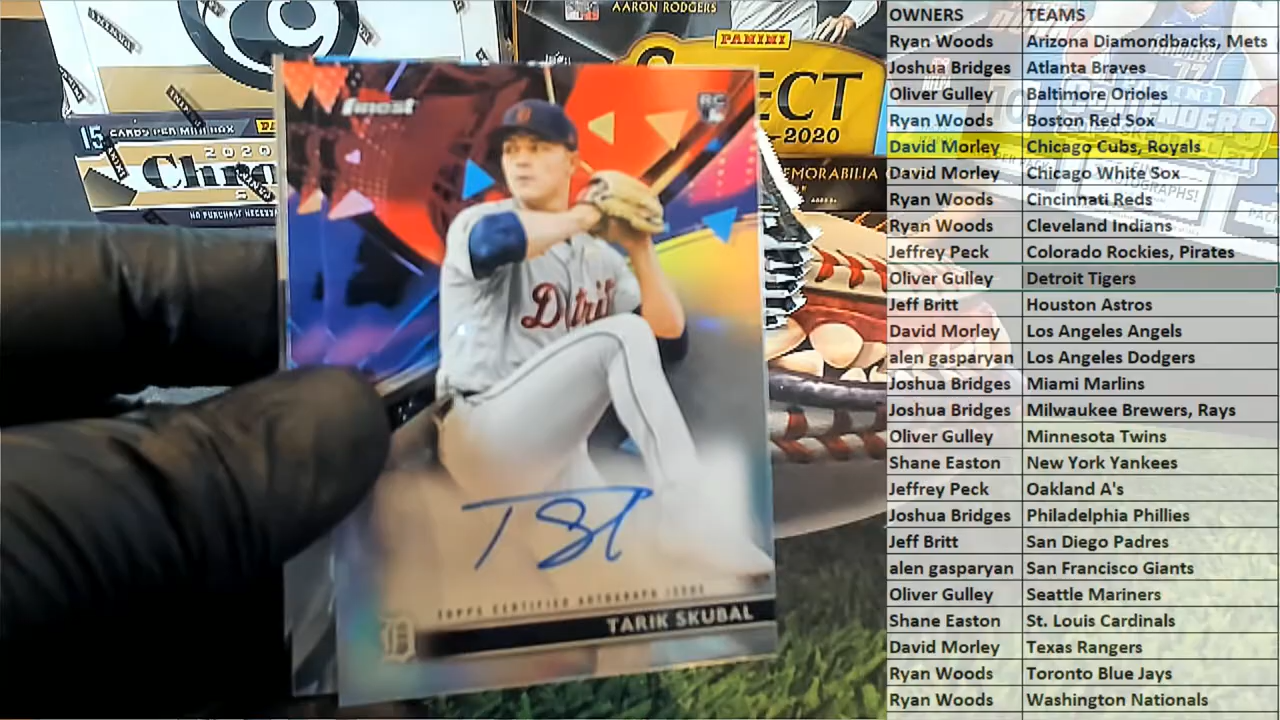 AARON RODGERS
PANINI
ECT
-2020
MEMORABILIA
15 CARDS PER MINI BOX
2020
Chro
NO PURCHASE NECESS
finest
RC
Detroit
TOPPS CERTIFIED AUTOGRAPH ISSUE
TARIK SKUBAL
OWNERS TEAMS
Ryan Woods Arizona Diamondbacks, Mets
Joshua Bridges Atlanta Braves
Oliver Gulley Baltimore Orioles
Ryan Woods Boston Red Sox
David Morley Chicago Cubs, Royals
David Morley Chicago White Sox
Ryan Woods Cincinnati Reds
Ryan Woods Cleveland Indians
Jeffrey Peck Colorado Rockies, Pirates
Oliver Gulley Detroit Tigers
Jeff Britt Houston Astros
David Morley Los Angeles Angels
alen gasparyan Los Angeles Dodgers
Joshua Bridges Miami Marlins
Joshua Bridges Milwaukee Brewers, Rays
Oliver Gulley Minnesota Twins
Shane Easton New York Yankees
Jeffrey Peck Oakland A's
Joshua Bridges Philadelphia Phillies
Jeff Britt San Diego Padres
alen gasparyan San Francisco Giants
Oliver Gulley Seattle Mariners
Shane Easton St. Louis Cardinals
David Morley Texas Rangers
Ryan Woods Toronto Blue Jays
Ryan Woods Washington Nationals